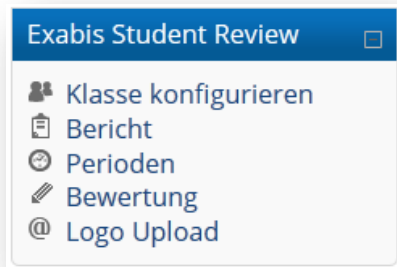 Exabis Student Review
Klasse konfigurieren
Bericht
Perioden
Bewertung
@ Logo Upload